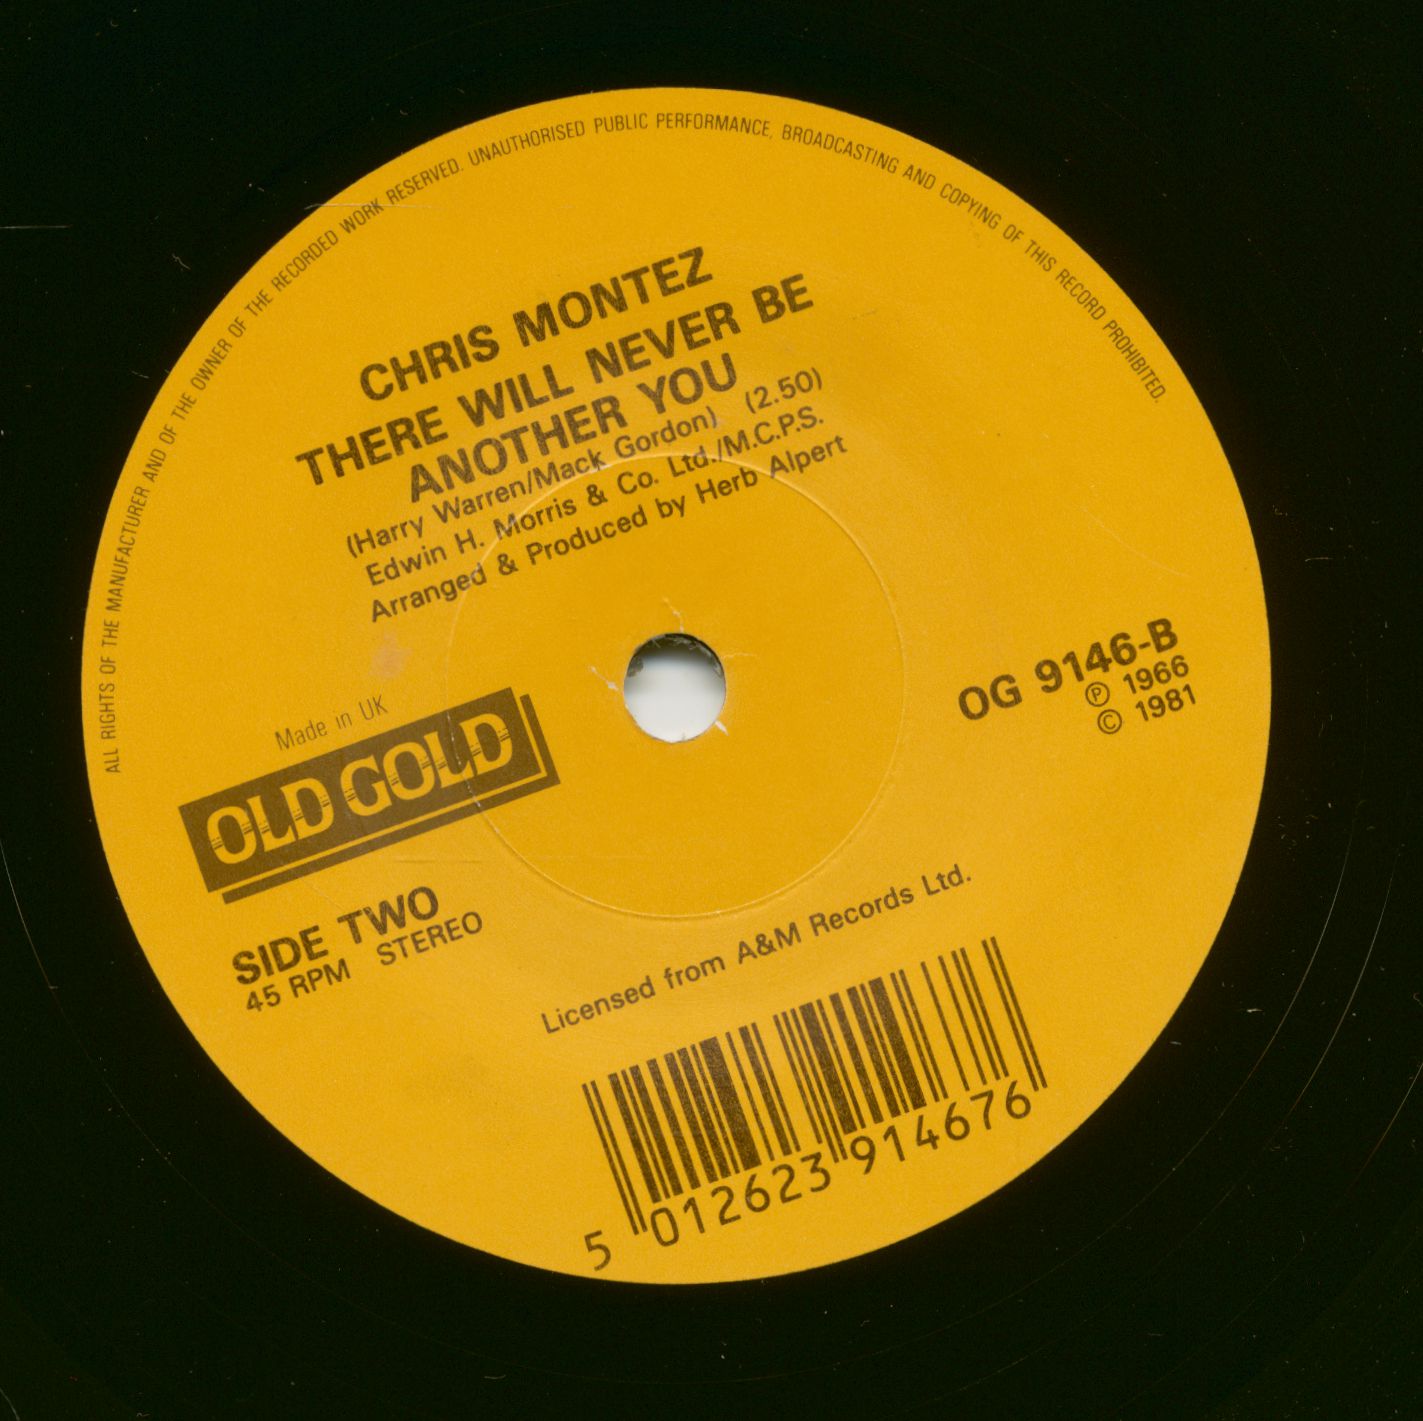 ALL RIGHTS OF THE MANUFACTURER AND OF THE OWNER OF THE RECORDED WORK RESERVED. UNAUTHORISED PUBLIC PERFORMANCE, BROADCASTING AND COPYING OF THIS RECORD PROHIBITED.
CHRIS MONTEZ
THERE WILL NEVER BE
ANOTHER YOU
(Harry Warren/Mack Gordon) (2.50)
Edwin H. Morris & Co. Ltd./M.C.P.S.
Arranged & Produced by Herb Alpert
Made in UK
OLD GOLD
SIDE TWO
45 RPM STEREO
OG 9146-B
℗ 1966
© 1981
Licensed from A&M Records Ltd.
5 012623 914676